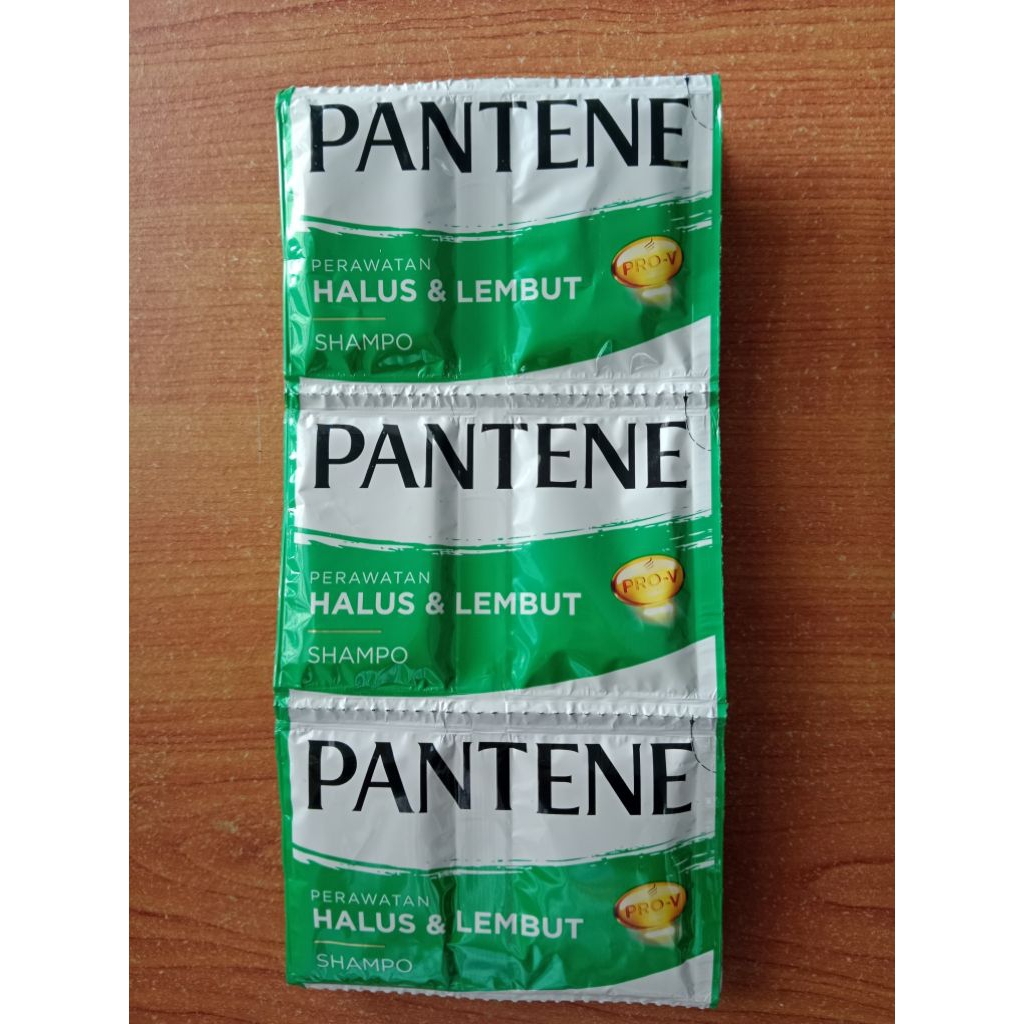 PANTENE
PERAWATAN
HALUS & LEMBUT
SHAMPO
PRO-V
PANTENE
PERAWATAN
HALUS & LEMBUT
SHAMPO
PRO-V
PANTENE
PERAWATAN
HALUS & LEMBUT
SHAMPO
PRO-V